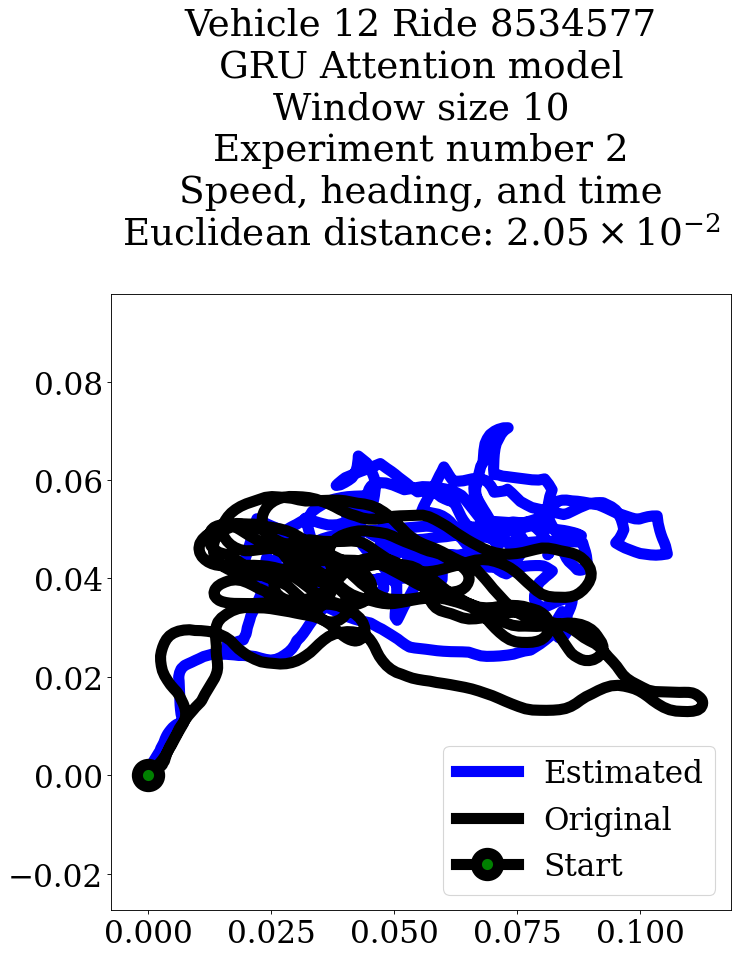 Vehicle 12 Ride 8534577
GRU Attention model
Window size 10
Experiment number 2
Speed, heading, and time
Euclidean distance: 2.05 × 10⁻²
0.08
0.06
0.04
0.02
0.00
−0.02
0.000 0.025 0.050 0.075 0.100
Estimated
Original
Start